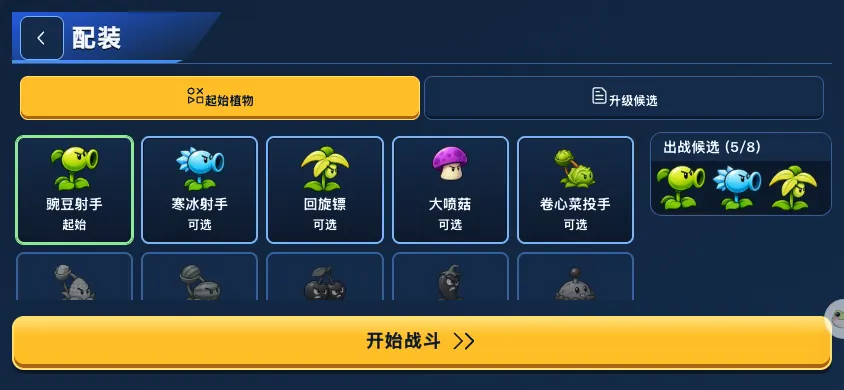 配装
起始植物
升级候选
豌豆射手
起始
寒冰射手
可选
回旋镖
可选
大喷菇
可选
卷心菜投手
可选
出战候选 (5/8)
开始战斗